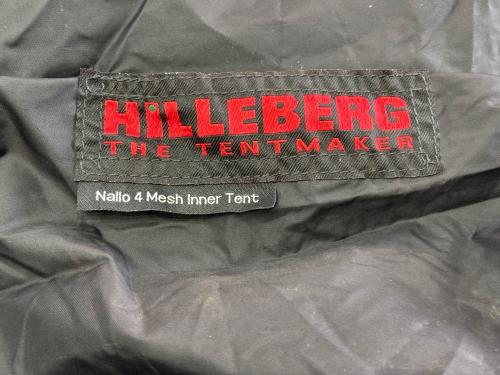 HiLLEBERG
THE TENTMAKER
Nallo 4 Mesh Inner Tent